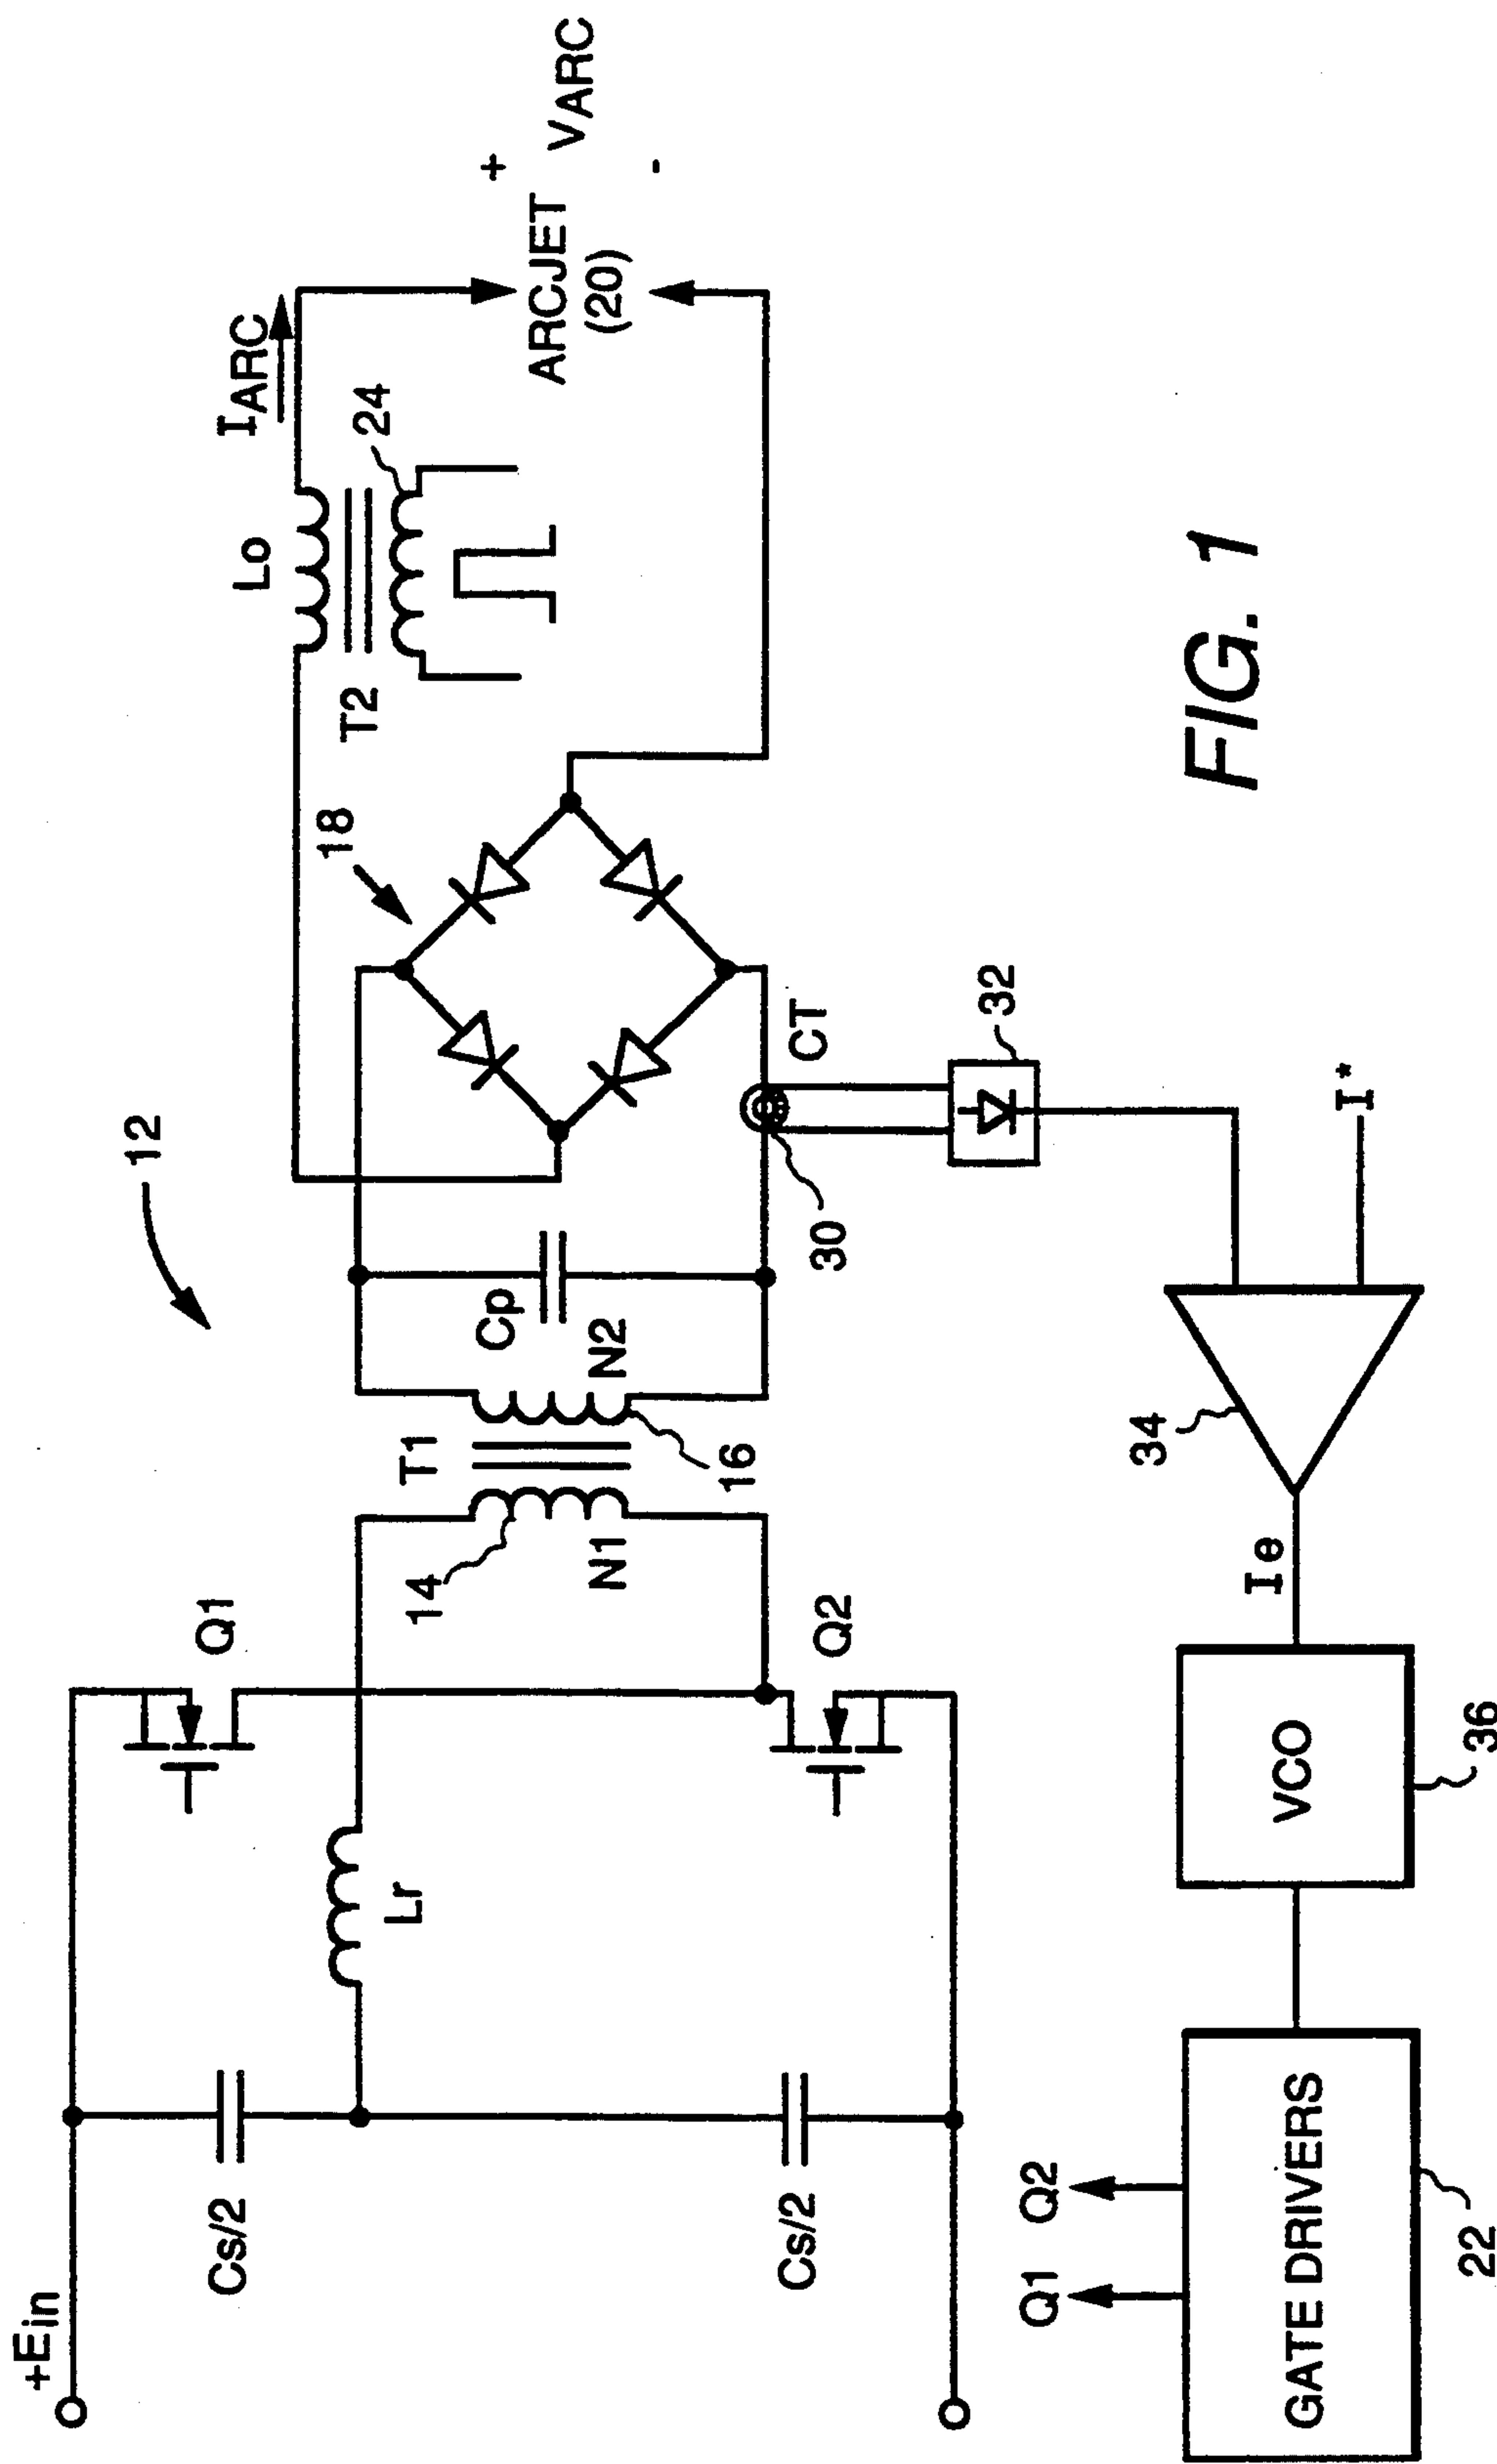 12
+Ein
Cs/2
Cs/2
Lr
Q1
Q2
14
N1
T1
16
N2
Cp
30
CT
18
T2
Lo
24
IARC
ARCJET
(20)
+
VARC
-
32
I*
34
Ie
VCO
36
Q1
Q2
GATE DRIVERS
22
FIG. 1